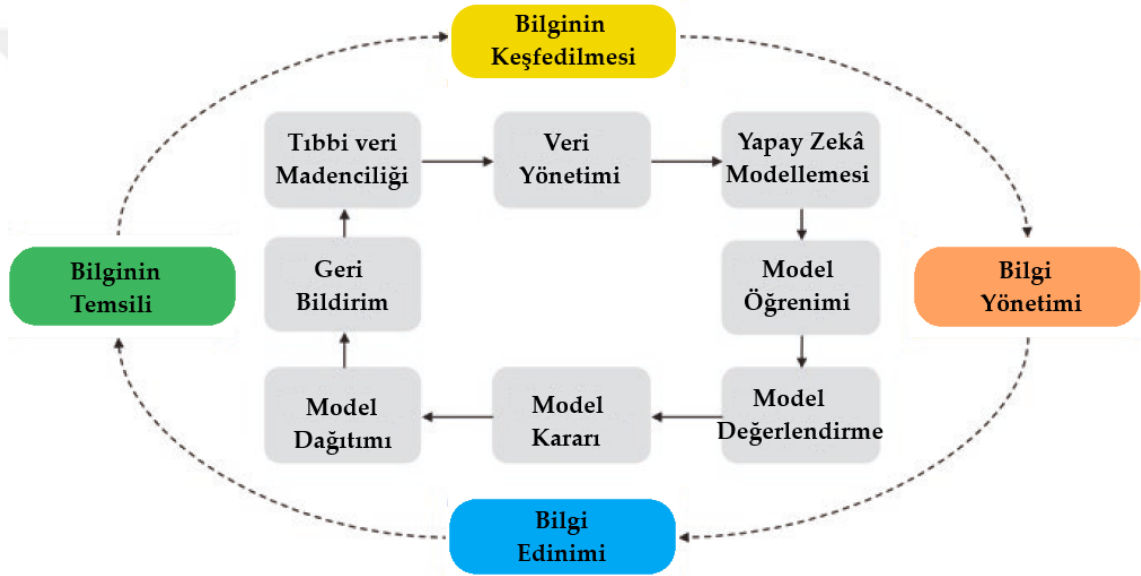 Bilginin
Keşfedilmesi
Tıbbi veri
Madenciliği
Veri
Yönetimi
Yapay Zekâ
Modellemesi
Bilginin
Temsili
Geri
Bildirim
Model
Öğrenimi
Bilgi
Yönetimi
Model
Dağıtımı
Model
Kararı
Model
Değerlendirme
Bilgi
Edinimi